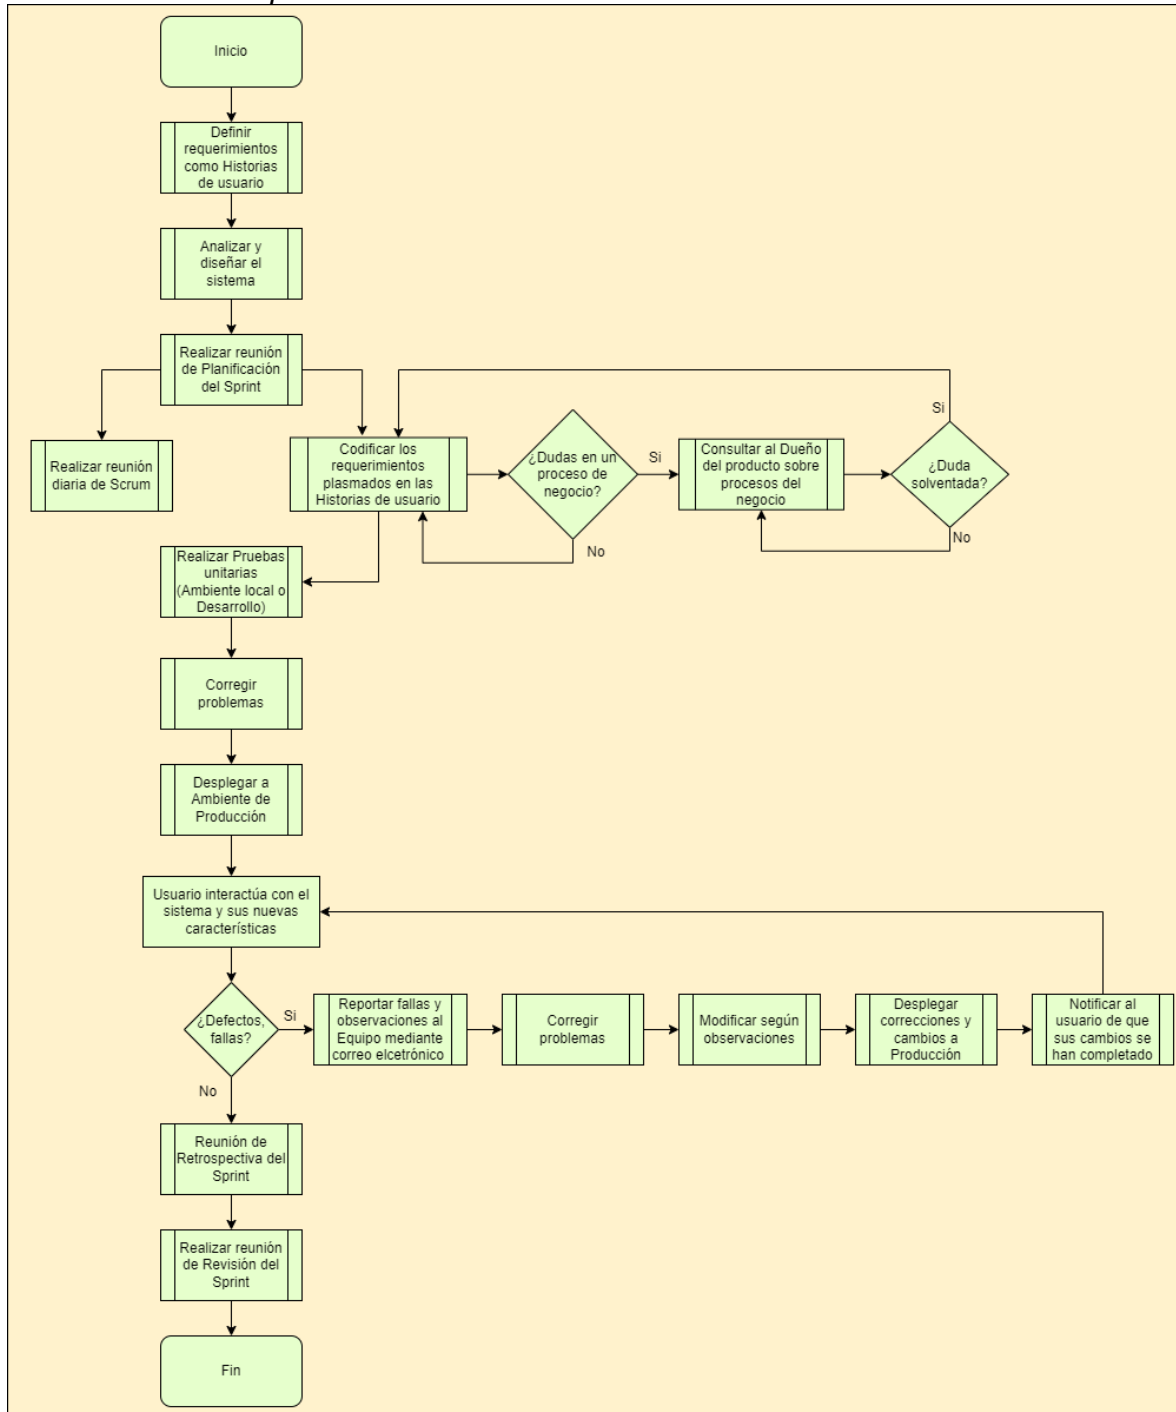 Inicio
Definir
requerimientos
como Historias
de usuario
Analizar y
diseñar el
sistema
Realizar reunión
de Planificación
del Sprint
Realizar reunión
diaria de Scrum
Codificar los
requerimientos
plasmados en las
Historias de usuario
¿Dudas en un
proceso de
negocio?
Si
No
Consultar al Dueño
del producto sobre
procesos del
negocio
¿Duda
solventada?
Si
No
Realizar Pruebas
unitarias
(Ambiente local o
Desarrollo)
Corregir
problemas
Desplegar a
Ambiente de
Producción
Usuario interactúa con el
sistema y sus nuevas
características
¿Defectos,
fallas?
Si
No
Reportar fallas y
observaciones al
Equipo mediante
correo elcetrónico
Corregir
problemas
Modificar según
observaciones
Desplegar
correcciones y
cambios a
Producción
Notificar al
usuario de que
sus cambios se
han completado
Reunión de
Retrospectiva del
Sprint
Realizar reunión
de Revisión del
Sprint
Fin